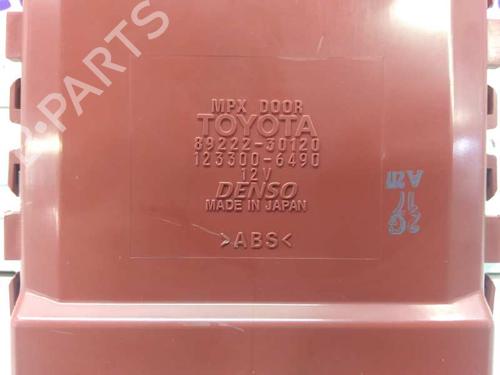 B-PARTS
MPX DOOR
TOYOTA
89222-30120
123300-6490
12V
DENSO
MADE IN JAPAN
>ABS<